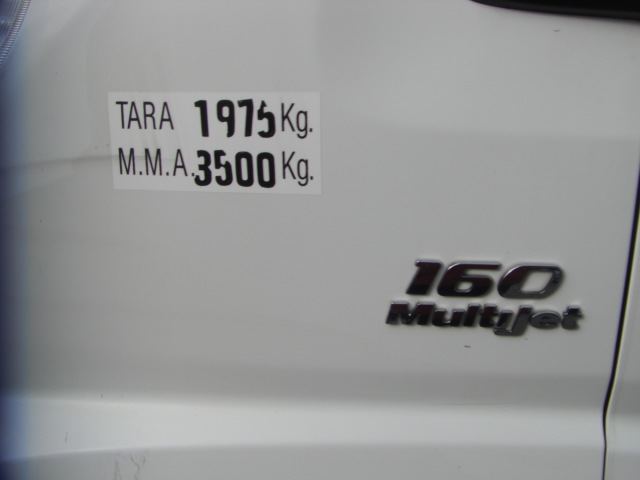 TARA 1975 Kg.
M.M.A. 3500 Kg.
160
MultiJet